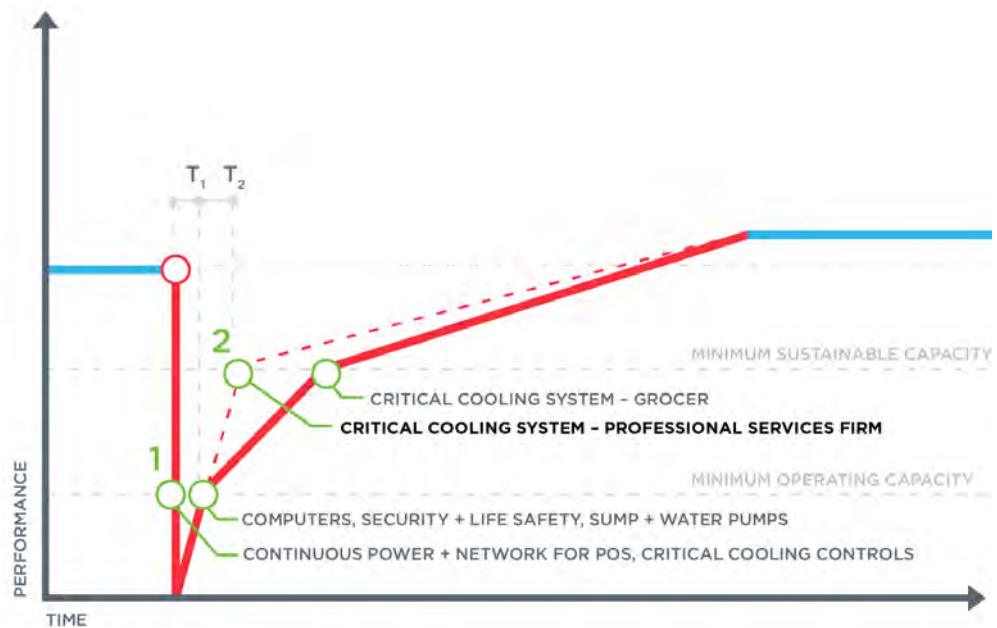 T1 T2
2
MINIMUM SUSTAINABLE CAPACITY
CRITICAL COOLING SYSTEM – GROCER
CRITICAL COOLING SYSTEM – PROFESSIONAL SERVICES FIRM
1
MINIMUM OPERATING CAPACITY
COMPUTERS, SECURITY + LIFE SAFETY, SUMP + WATER PUMPS
CONTINUOUS POWER + NETWORK FOR POS, CRITICAL COOLING CONTROLS
PERFORMANCE
TIME